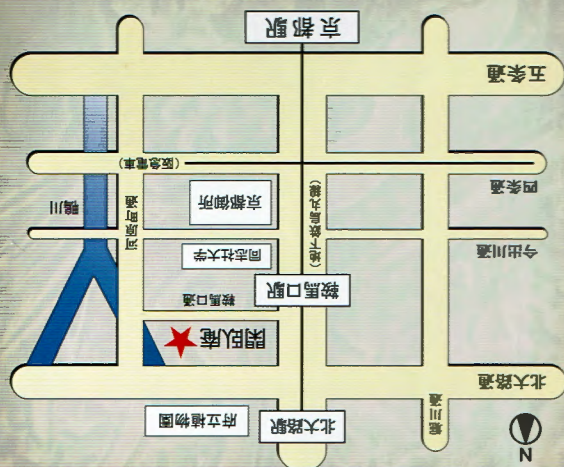 N
堀川通
北大路駅
府立植物園
北大路通
閑臥庵
鞍馬口通
鞍馬口駅
同志社大学
今出川通
(地下鉄烏丸線)
京都御所
河原町通
鴨川
四条通
(阪急電車)
五条通
京都駅